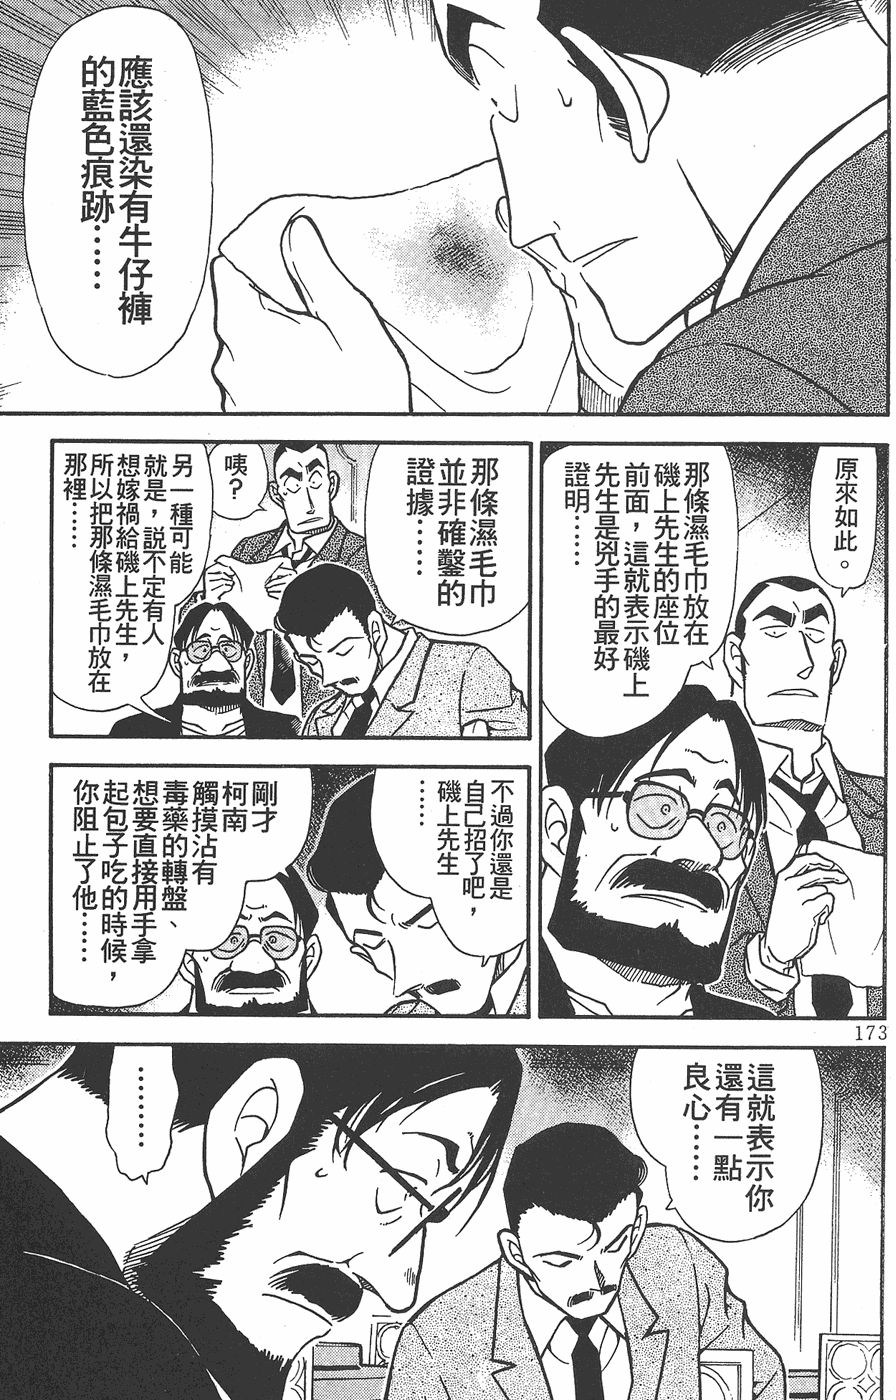 應該還染有牛仔褲
的藍色痕跡……
原來如此。
那條濕毛巾放在
磯上先生的座位
前面，這就表示磯上
先生是兇手的最好
證明……
那條濕毛巾
並非確鑿的
證據……
咦？
另一種可能
就是，說不定有人
想嫁禍給磯上先生，
所以把那條濕毛巾放在
那裡……
不過你還是
自己招了吧，
磯上先生
……
剛才
柯南
觸摸沾有
毒藥的轉盤、
想要直接用手拿
起包子吃的時候，
你阻止了他……
173
這就表示你
還有一點
良心……
……
……